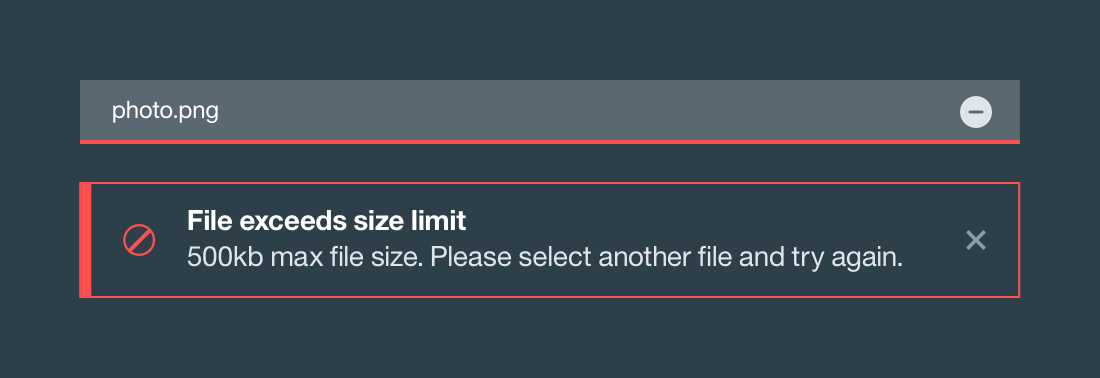 photo.png
File exceeds size limit
500kb max file size. Please select another file and try again.